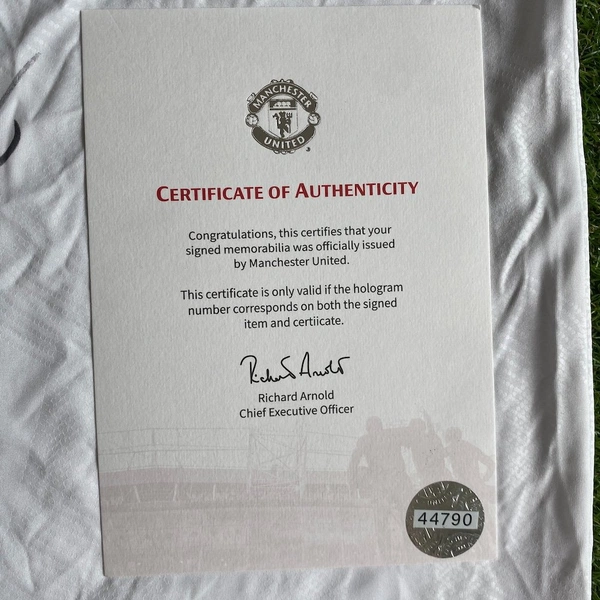 MANCHESTER
UNITED
CERTIFICATE OF AUTHENTICITY
Congratulations, this certifies that your
signed memorabilia was officially issued
by Manchester United.
This certificate is only valid if the hologram
number corresponds on both the signed
item and certiicate.
Richard Arnold
Richard Arnold
Chief Executive Officer
44790